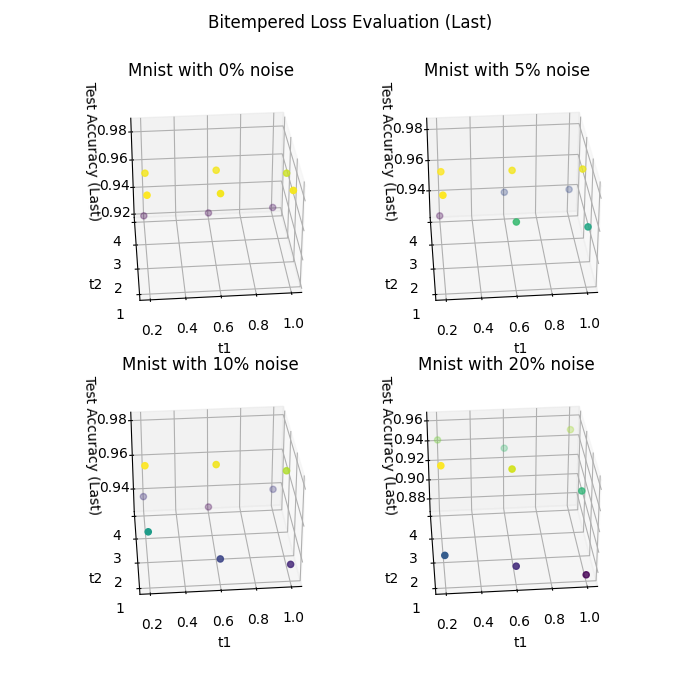 Bitempered Loss Evaluation (Last)
Mnist with 0% noise
Test Accuracy (Last)
0.98
0.96
0.94
0.92
4
3
2
1
t2
0.2 0.4 0.6 0.8 1.0
t1
Mnist with 5% noise
Test Accuracy (Last)
0.98
0.96
0.94
4
3
2
1
t2
0.2 0.4 0.6 0.8 1.0
t1
Mnist with 10% noise
Test Accuracy (Last)
0.98
0.96
0.94
4
3
2
1
t2
0.2 0.4 0.6 0.8 1.0
t1
Mnist with 20% noise
Test Accuracy (Last)
0.96
0.94
0.92
0.90
0.88
4
3
2
1
t2
0.2 0.4 0.6 0.8 1.0
t1